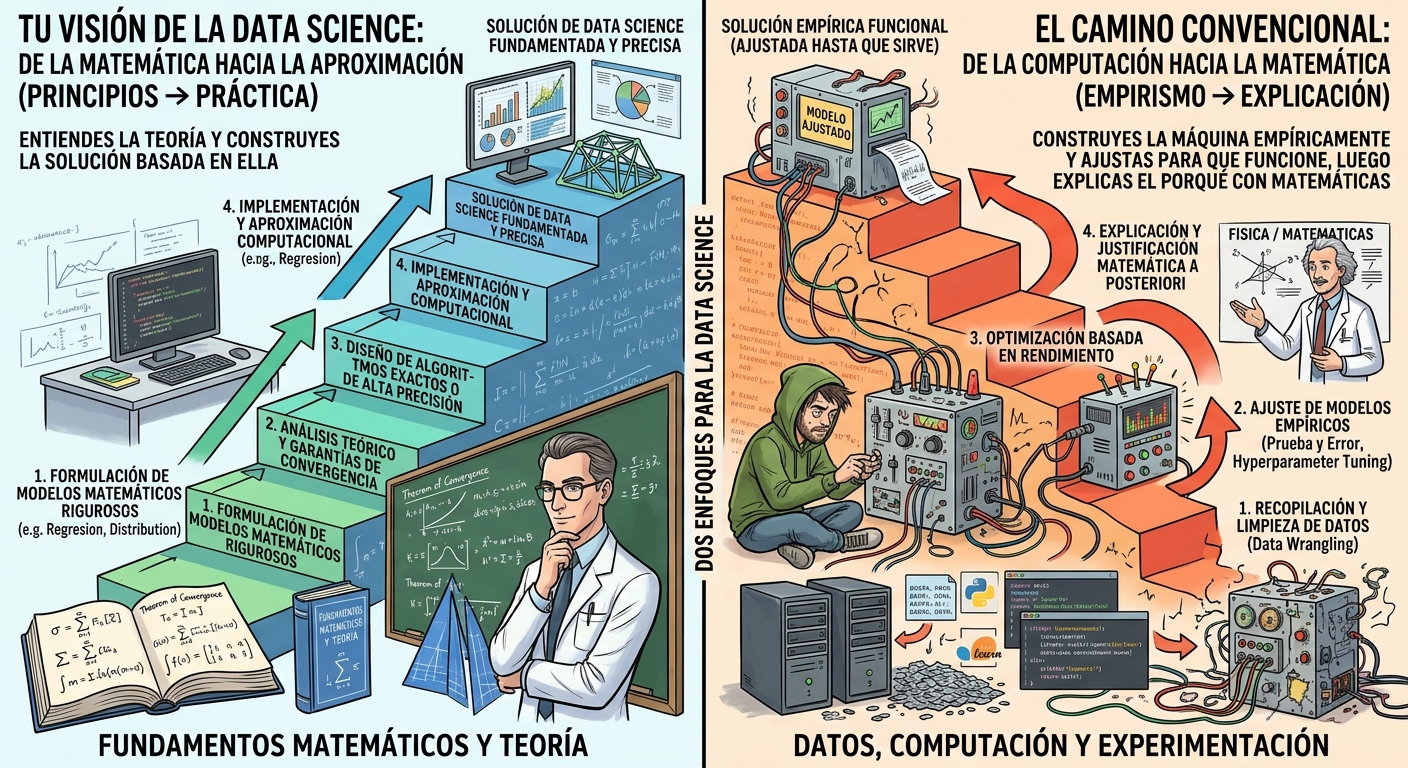 TU VISIÓN DE LA DATA SCIENCE:
DE LA MATEMÁTICA HACIA LA APROXIMACIÓN
(PRINCIPIOS → PRÁCTICA)
ENTIENDES LA TEORÍA Y CONSTRUYES
LA SOLUCIÓN BASADA EN ELLA
SOLUCIÓN DE DATA SCIENCE
FUNDAMENTADA Y PRECISA
4. IMPLEMENTACIÓN
Y APROXIMACIÓN
COMPUTACIONAL
(e.ng., Regresión)
SOLUCIÓN DE DATA
SCIENCE FUNDAMENTADA
Y PRECISA
4. IMPLEMENTACIÓN Y
APROXIMACIÓN
COMPUTACIONAL
3. DISEÑO DE ALGORIT-
TMOS EXACTOS O
DE ALTA PRECISIÓN
2. ANÁLISIS TEÓRICO
Y GARANTÍAS DE
CONVERGENCIA
1. FORMULACIÓN DE
MODELOS MATEMÁTICOS
RIGUROSOS
1. FORMULACIÓN DE
MODELOS MATEMÁTICOS
RIGUROSOS
(e.g. Regresion, Distribution)
Theorem of Convergence
Theorem of
Theorem of Convergence
FUNDAMENTOS MATEMÁTICOS Y TEORÍA
DOS ENFOQUES PARA LA DATA SCIENCE
SOLUCIÓN EMPÍRICA FUNCIONAL
(AJUSTADA HASTA QUE SIRVE)
EL CAMINO CONVENCIONAL:
DE LA COMPUTACIÓN HACIA LA MATEMÁTICA
(EMPIRISMO → EXPLICACIÓN)
CONSTRUYES LA MÁQUINA EMPÍRICAMENTE
Y AJUSTAS PARA QUE FUNCIONE, LUEGO
EXPLICAS EL PORQUÉ CON MATEMÁTICAS
MODELO
AJUSTADO
4. EXPLICACIÓN Y
JUSTIFICACIÓN
MATEMÁTICA A
POSTERIORI
FISICA / MATEMATICAS
3. OPTIMIZACIÓN BASADA
EN RENDIMIENTO
2. AJUSTE DE MODELOS
EMPÍRICOS
(Prueba y Error,
Hyperparameter Tuning)
1. RECOPILACIÓN Y
LIMPIEZA DE DATOS
(Data Wrangling)
learn
DATOS, COMPUTACIÓN Y EXPERIMENTACIÓN